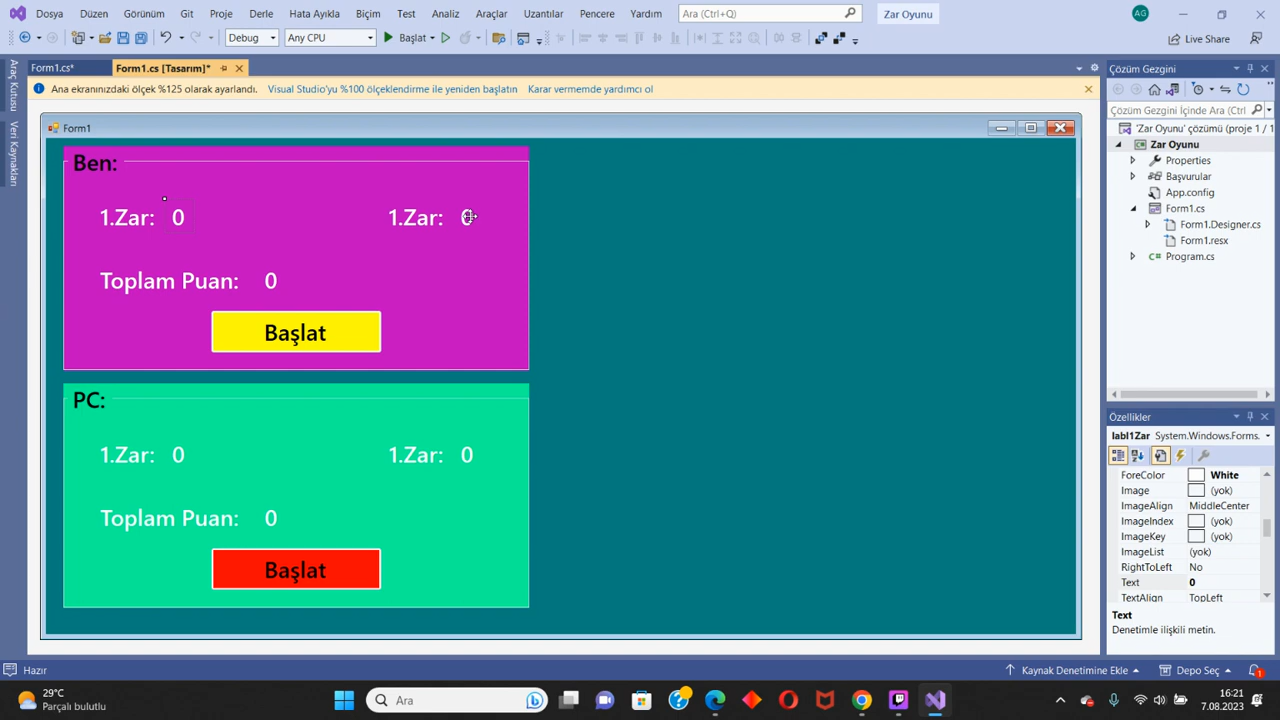 Dosya Düzen Görünüm Git Proje Derle Hata Ayıkla Biçim Test Analiz Araçlar Uzantılar Pencere Yardım Ara (Ctrl+Q) Zar Oyunu AG
Debug Any CPU Başlat Live Share
Araç Kutusu
Veri Kaynakları
Form1.cs* Form1.cs [Tasarım]*
Ana ekranınızdaki ölçek %125 olarak ayarlandı. Visual Studio'yu %100 ölçeklendirme ile yeniden başlatın Karar vermemde yardımcı ol
Form1
Ben:
1.Zar: 0 1.Zar: 0
Toplam Puan: 0
Başlat
PC:
1.Zar: 0 1.Zar: 0
Toplam Puan: 0
Başlat
Çözüm Gezgini
Çözüm Gezgini İçinde Ara (Ctrl
'Zar Oyunu' çözümü (proje 1 / 1
Zar Oyunu
Properties
Başvurular
App.config
Form1.cs
Form1.Designer.cs
Form1.resx
Program.cs
Özellikler
labl1Zar System.Windows.Forms.
ForeColor White
Image (yok)
ImageAlign MiddleCenter
ImageIndex (yok)
ImageKey (yok)
ImageList (yok)
RightToLeft No
Text 0
TextAlign TopLeft
Text
Denetimle ilişkili metin.
Hazır Kaynak Denetimine Ekle Depo Seç 1
29°C
Parçalı bulutlu
Ara
16:21
7.08.2023